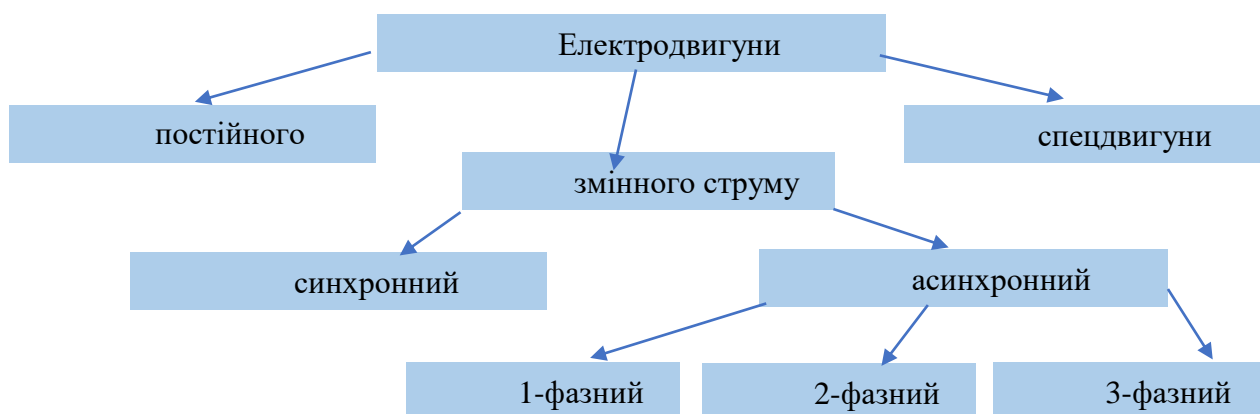 Електродвигуни
постійного
спецдвигуни
змінного струму
синхронний
асинхронний
1-фазний
2-фазний
3-фазний